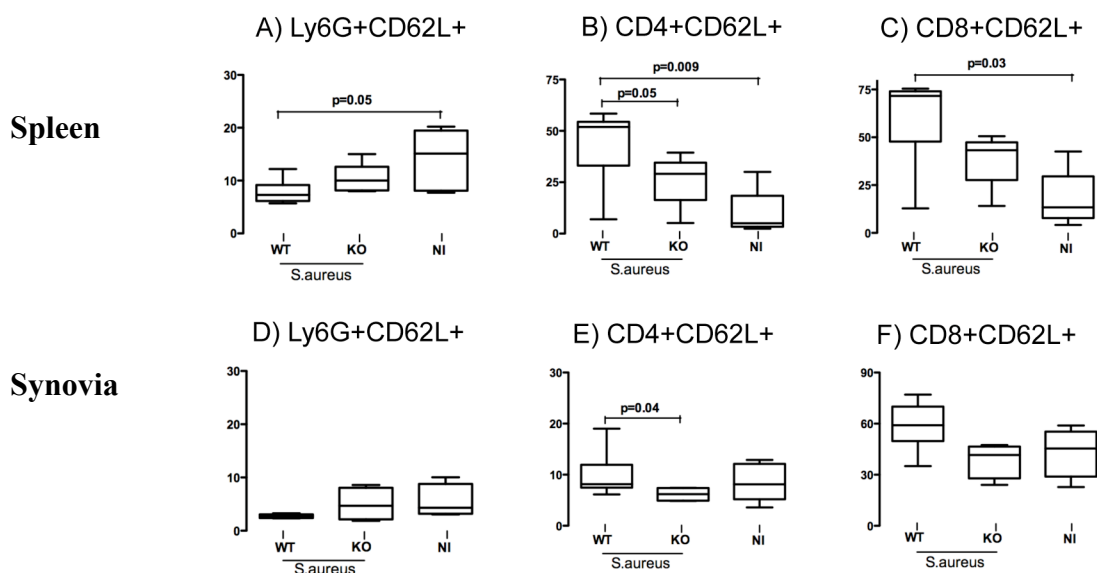 A) Ly6G+CD62L+
B) CD4+CD62L+
C) CD8+CD62L+
Spleen
30
20
10
0
p=0.05
WT
KO
NI
S.aureus
75
50
25
0
p=0.009
p=0.05
WT
KO
NI
S.aureus
75
50
25
0
p=0.03
WT
KO
NI
S.aureus
D) Ly6G+CD62L+
E) CD4+CD62L+
F) CD8+CD62L+
Synovia
30
20
10
0
WT
KO
NI
S.aureus
30
20
10
0
p=0.04
WT
KO
NI
S.aureus
90
60
30
0
WT
KO
NI
S.aureus